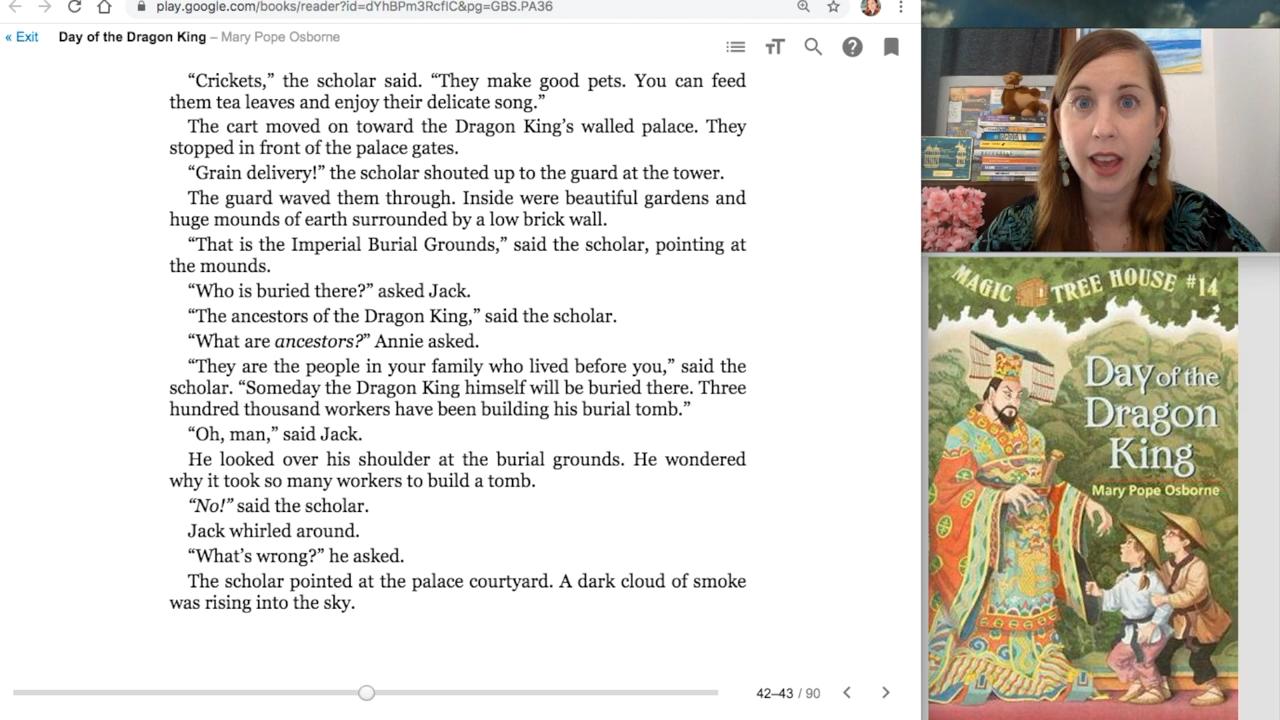 play.google.com/books/reader?id=dYhBPm3RcfIC&pg=GBS.PA36
« Exit Day of the Dragon King – Mary Pope Osborne
“Crickets,” the scholar said. “They make good pets. You can feed
them tea leaves and enjoy their delicate song.”
The cart moved on toward the Dragon King’s walled palace. They
stopped in front of the palace gates.
“Grain delivery!” the scholar shouted up to the guard at the tower.
The guard waved them through. Inside were beautiful gardens and
huge mounds of earth surrounded by a low brick wall.
“That is the Imperial Burial Grounds,” said the scholar, pointing at
the mounds.
“Who is buried there?” asked Jack.
“The ancestors of the Dragon King,” said the scholar.
“What are ancestors?” Annie asked.
“They are the people in your family who lived before you,” said the
scholar. “Someday the Dragon King himself will be buried there. Three
hundred thousand workers have been building his burial tomb.”
“Oh, man,” said Jack.
He looked over his shoulder at the burial grounds. He wondered
why it took so many workers to build a tomb.
“No!” said the scholar.
Jack whirled around.
“What’s wrong?” he asked.
The scholar pointed at the palace courtyard. A dark cloud of smoke
was rising into the sky.
42–43 / 90
MAGIC TREE HOUSE #14
Day of the
Dragon
King
Mary Pope Osborne